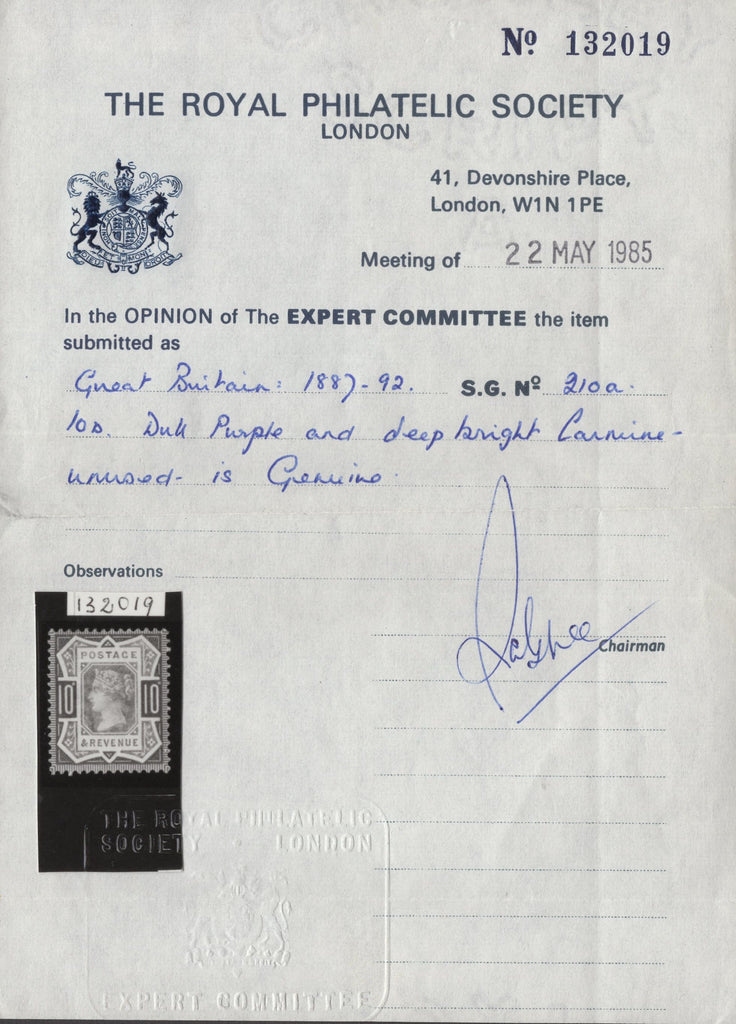 Nº 132019
THE ROYAL PHILATELIC SOCIETY
LONDON
41, Devonshire Place,
London, W1N 1PE
Meeting of 22 MAY 1985
In the OPINION of The EXPERT COMMITTEE the item
submitted as
Great Britain: 1887-92. S.G. Nº 210a.
10s. Dull Purple and deep bright Carmine-
unused- is Genuine.
Observations
132019
Chairman
POSTAGE
10 10
& REVENUE
THE ROYAL PHILATELIC
SOCIETY LONDON
EXPERT COMMITTEE